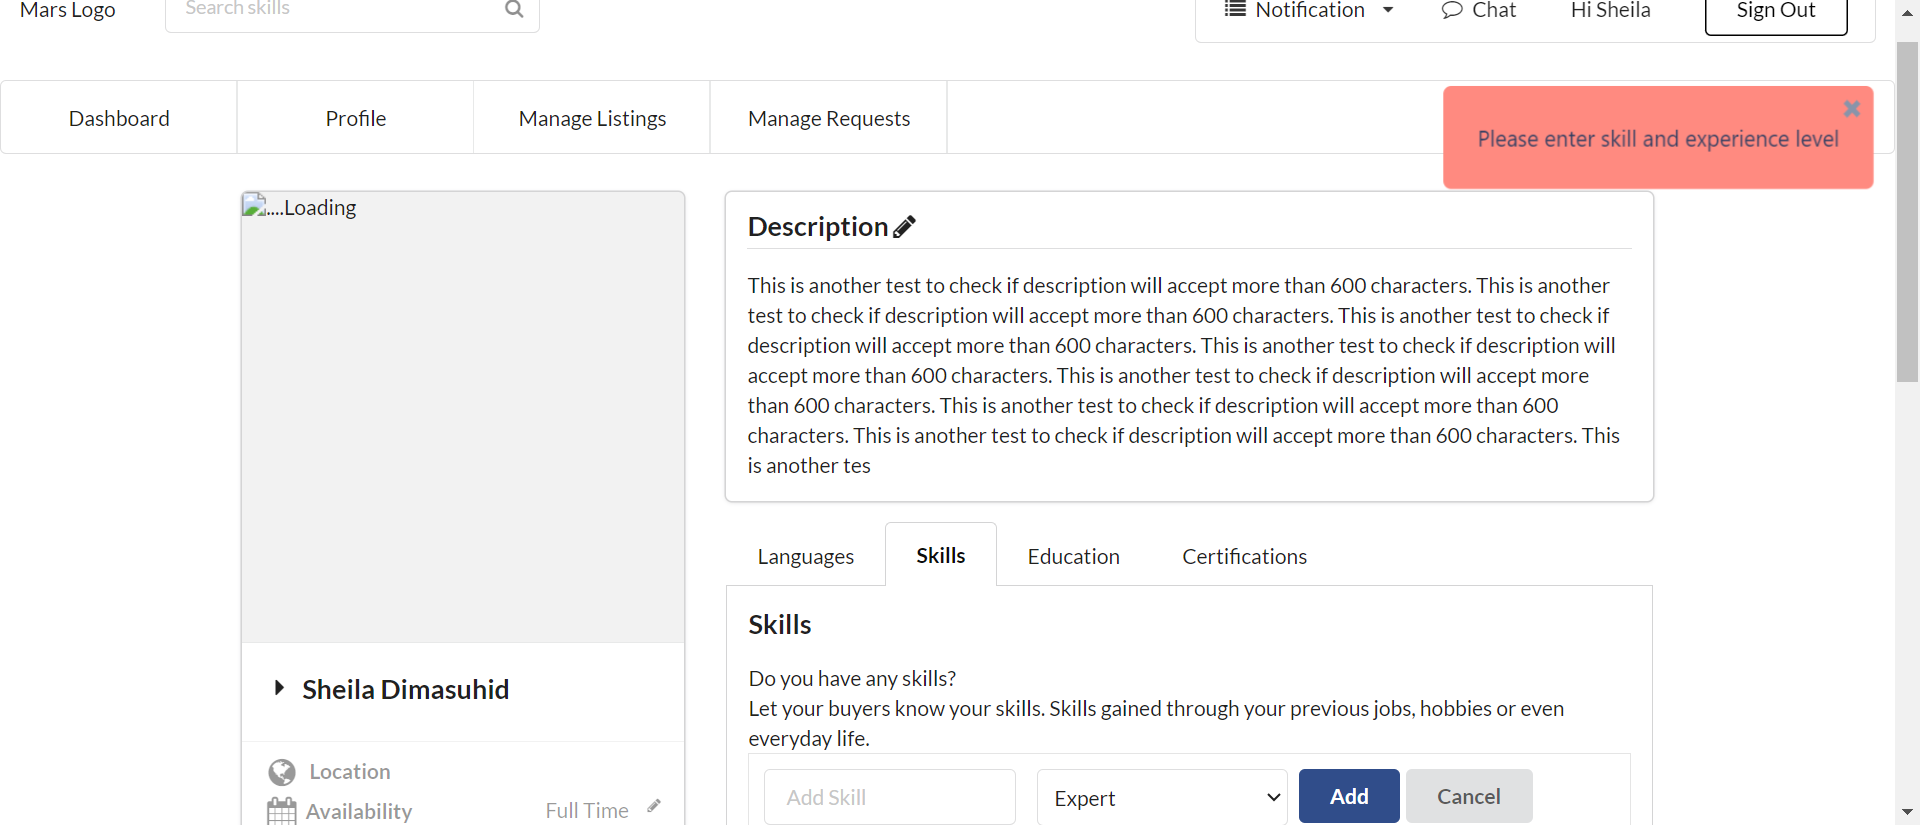 Mars Logo
Search skills
Notification
Chat
Hi Sheila
Sign Out
Dashboard
Profile
Manage Listings
Manage Requests
Please enter skill and experience level
....Loading
Description
This is another test to check if description will accept more than 600 characters. This is another
test to check if description will accept more than 600 characters. This is another test to check if
description will accept more than 600 characters. This is another test to check if description will
accept more than 600 characters. This is another test to check if description will accept more
than 600 characters. This is another test to check if description will accept more than 600
characters. This is another test to check if description will accept more than 600 characters. This
is another tes
Languages
Skills
Education
Certifications
Skills
Do you have any skills?
Let your buyers know your skills. Skills gained through your previous jobs, hobbies or even
everyday life.
Add Skill
Expert
Add
Cancel
Sheila Dimasuhid
Location
Availability
Full Time